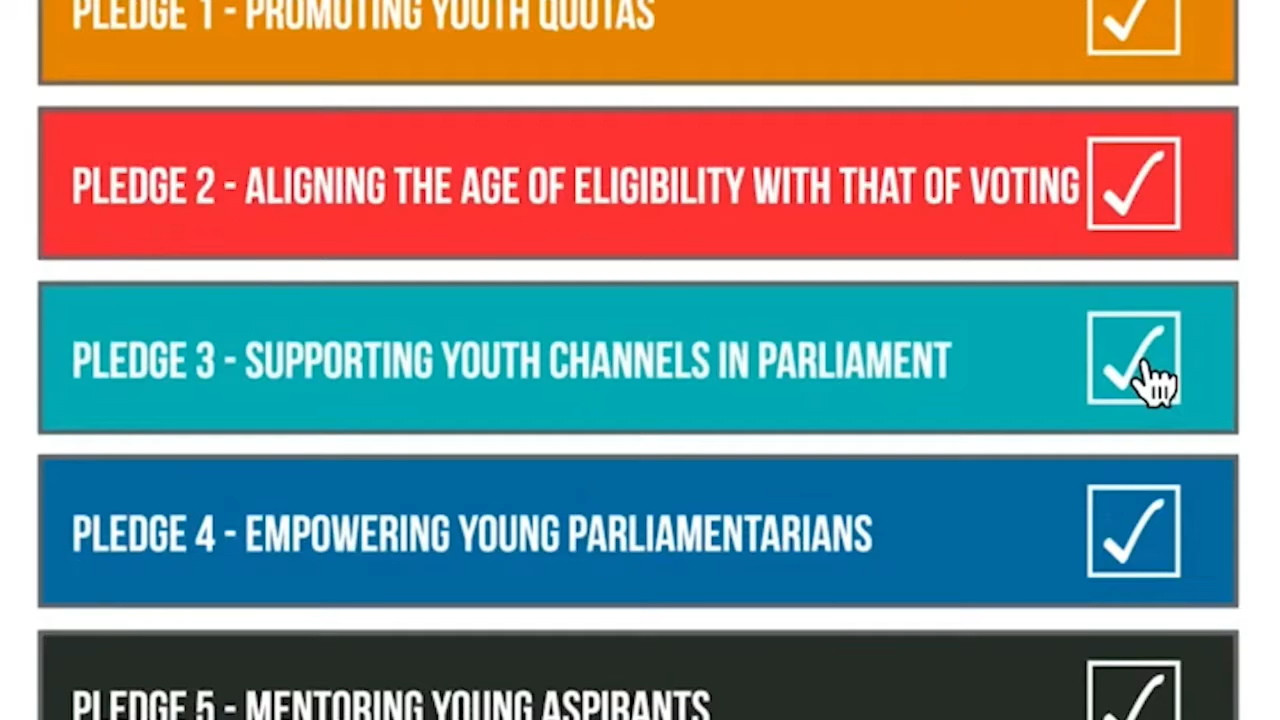 PLEDGE 1 - PROMOTING YOUTH QUOTAS
PLEDGE 2 - ALIGNING THE AGE OF ELIGIBILITY WITH THAT OF VOTING
PLEDGE 3 - SUPPORTING YOUTH CHANNELS IN PARLIAMENT
PLEDGE 4 - EMPOWERING YOUNG PARLIAMENTARIANS
PLEDGE 5 - MENTORING YOUNG ASPIRANTS